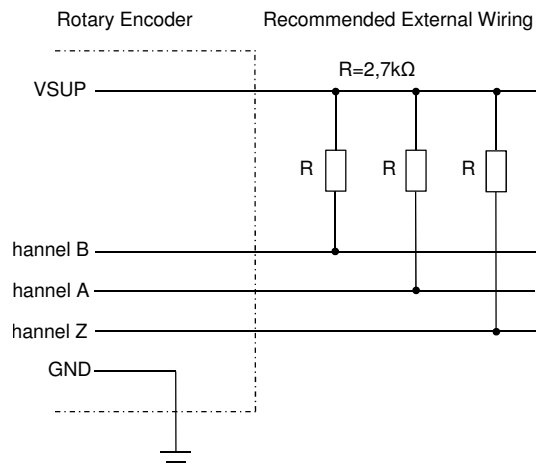 Rotary Encoder
Recommended External Wiring
R=2,7kΩ
VSUP
R
R
R
hannel B
hannel A
hannel Z
GND